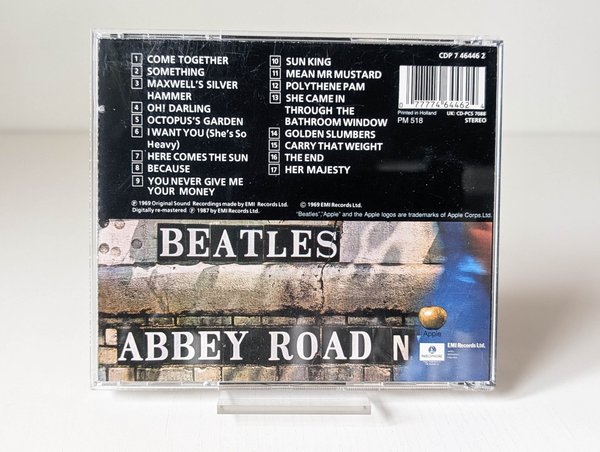 1 COME TOGETHER
2 SOMETHING
3 MAXWELL'S SILVER
HAMMER
4 OH! DARLING
5 OCTOPUS'S GARDEN
6 I WANT YOU (She's So
Heavy)
7 HERE COMES THE SUN
8 BECAUSE
9 YOU NEVER GIVE ME
YOUR MONEY
10 SUN KING
11 MEAN MR MUSTARD
12 POLYTHENE PAM
13 SHE CAME IN
THROUGH THE
BATHROOM WINDOW
14 GOLDEN SLUMBERS
15 CARRY THAT WEIGHT
16 THE END
17 HER MAJESTY
CDP 7 46446 2
0 77774 64462 4
Printed in Holland UK: CD-PCS 7088
PM 518 STEREO
℗ 1969 Original Sound Recordings made by EMI Records Ltd. © 1969 EMI Records Ltd.
Digitally re-mastered ℗ 1987 by EMI Records Ltd.
"Beatles","Apple" and the Apple logos are trademarks of Apple Corps.Ltd.
BEATLES
ABBEY ROAD N
Apple
PARLOPHONE
EMI Records Ltd.